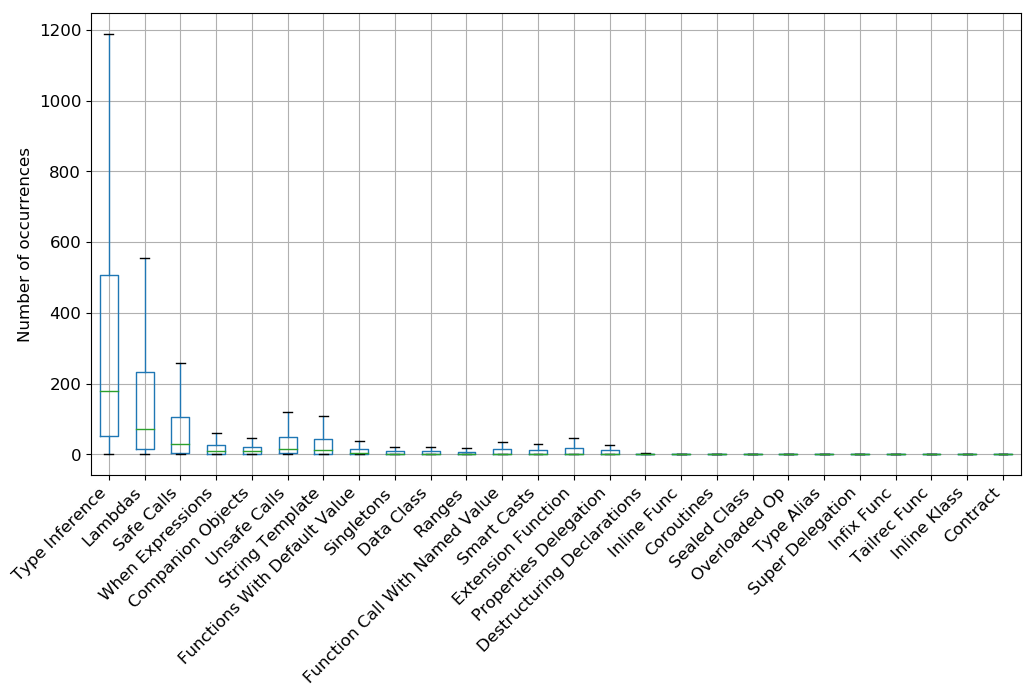 Number of occurrences
1200
1000
800
600
400
200
0
Type Inference
Lambdas
Safe Calls
When Expressions
Companion Objects
Unsafe Calls
String Template
Functions With Default Value
Singletons
Data Class
Ranges
Function Call With Named Value
Smart Casts
Extension Function
Properties Delegation
Destructuring Declarations
Inline Func
Coroutines
Sealed Class
Overloaded Op
Type Alias
Super Delegation
Infix Func
Tailrec Func
Inline Klass
Contract